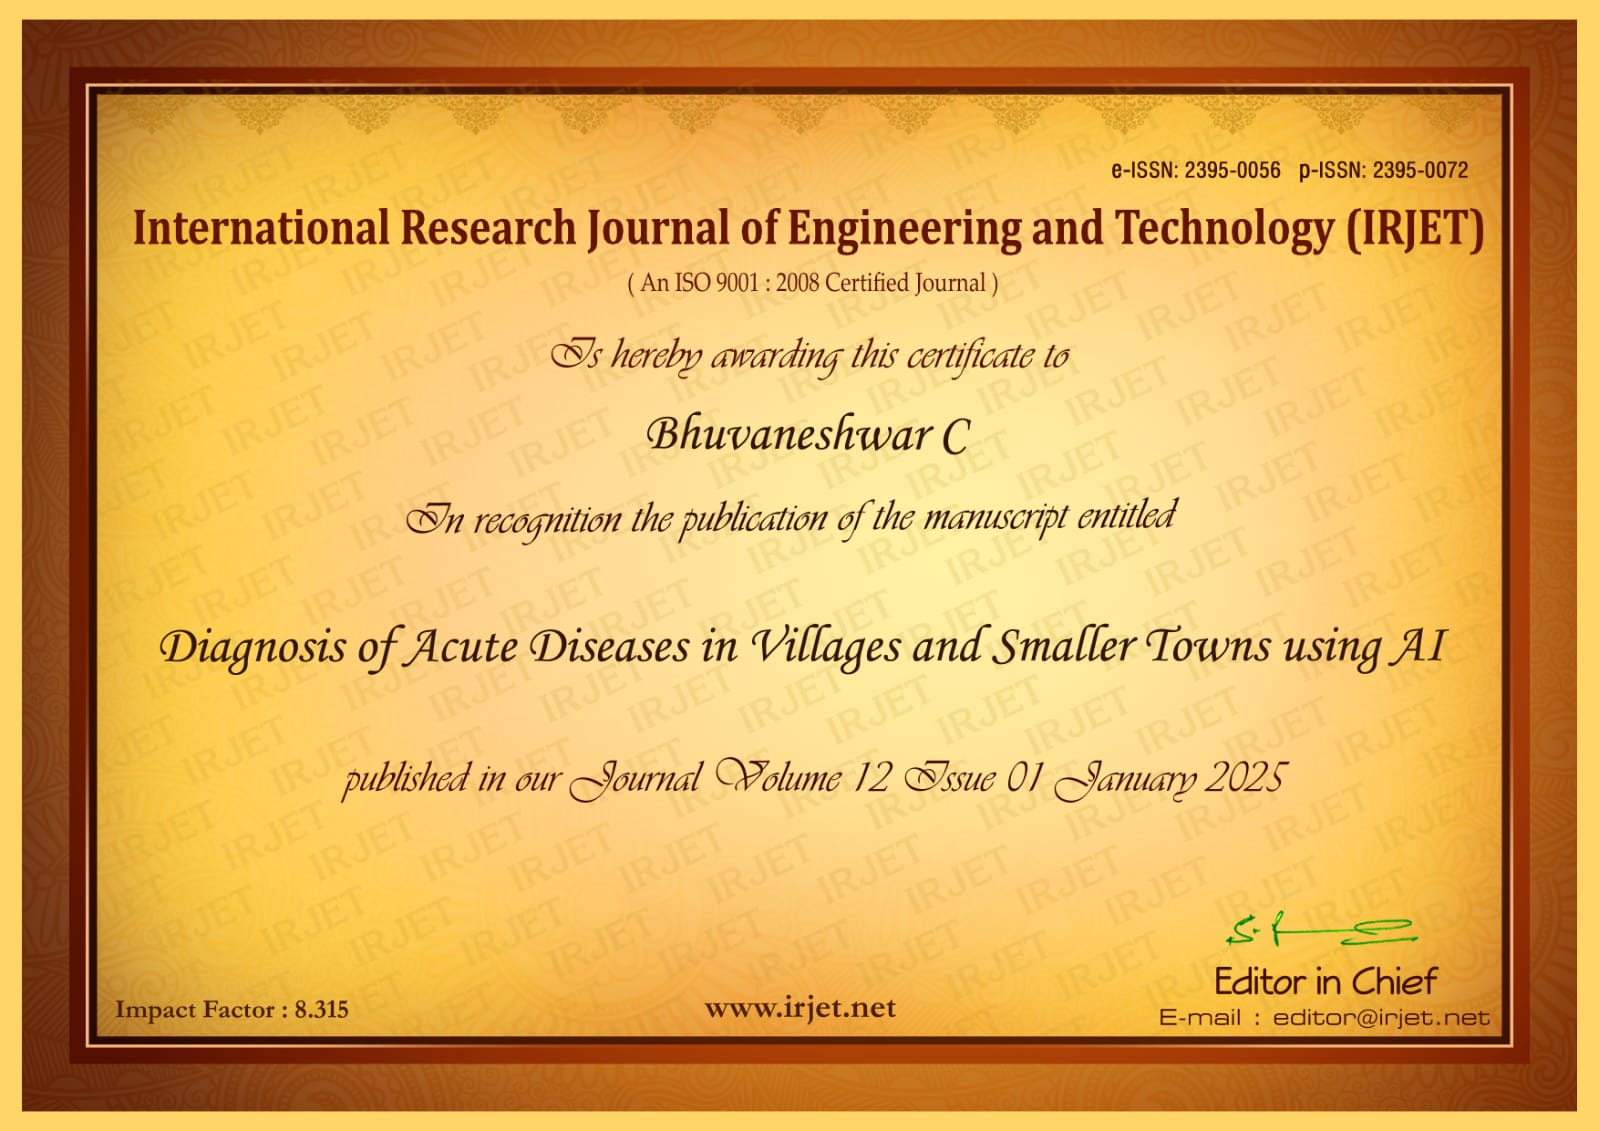 e-ISSN: 2395-0056 p-ISSN: 2395-0072
International Research Journal of Engineering and Technology (IRJET)
( An ISO 9001 : 2008 Certified Journal )
Is hereby awarding this certificate to
Bhuvaneshwar C
In recognition the publication of the manuscript entitled
Diagnosis of Acute Diseases in Villages and Smaller Towns using AI
published in our Journal Volume 12 Issue 01 January 2025
Editor in Chief
Impact Factor : 8.315
www.irjet.net
E-mail : editor@irjet.net